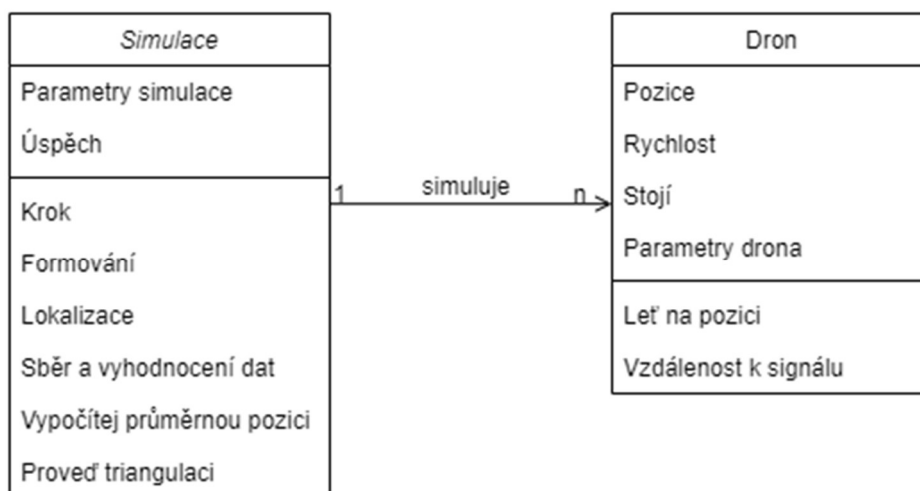 Simulace
Parametry simulace
Úspěch
Krok
Formování
Lokalizace
Sběr a vyhodnocení dat
Vypočítej průměrnou pozici
Proveď triangulaci
1 simuluje n
Dron
Pozice
Rychlost
Stojí
Parametry drona
Leť na pozici
Vzdálenost k signálu